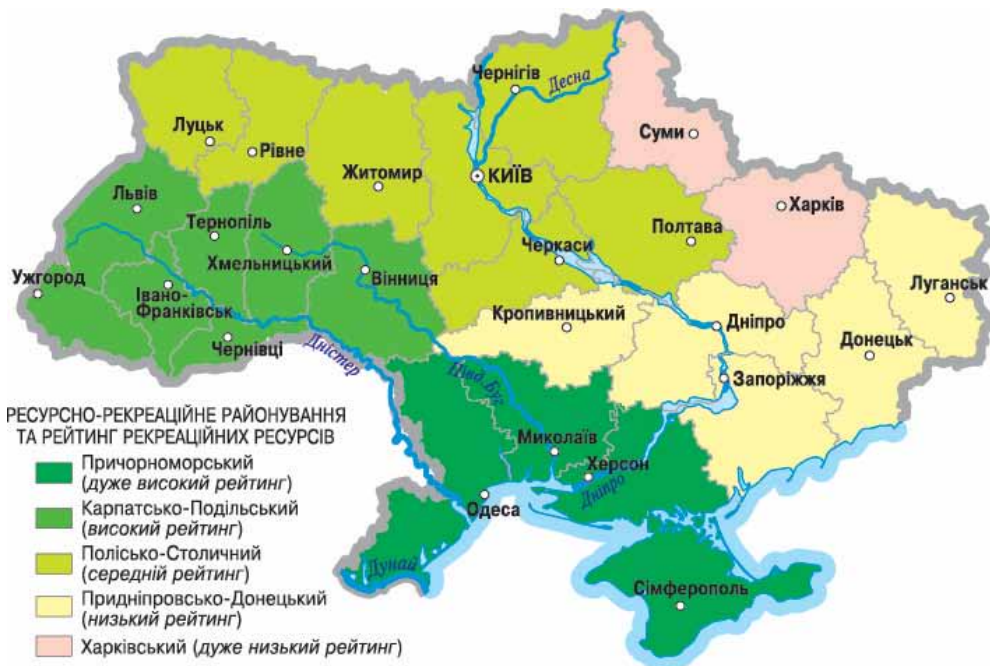 Чернігів
Десна
Суми
Луцьк
Рівне
Житомир
КИЇВ
Харків
Львів
Тернопіль
Полтава
Хмельницький
Черкаси
Ужгород
Вінниця
Луганськ
Івано-
Франківськ
Кропивницький
Дніпро
Донецьк
Чернівці
Дністер
Запоріжжя
Півд. Буг
Миколаїв
Херсон
Дніпро
Одеса
Дунай
Сімферополь
РЕСУРСНО-РЕКРЕАЦІЙНЕ РАЙОНУВАННЯ
ТА РЕЙТИНГ РЕКРЕАЦІЙНИХ РЕСУРСІВ
Причорноморський
(дуже високий рейтинг)
Карпатсько-Подільський
(високий рейтинг)
Полісько-Столичний
(середній рейтинг)
Придніпровсько-Донецький
(низький рейтинг)
Харківський (дуже низький рейтинг)